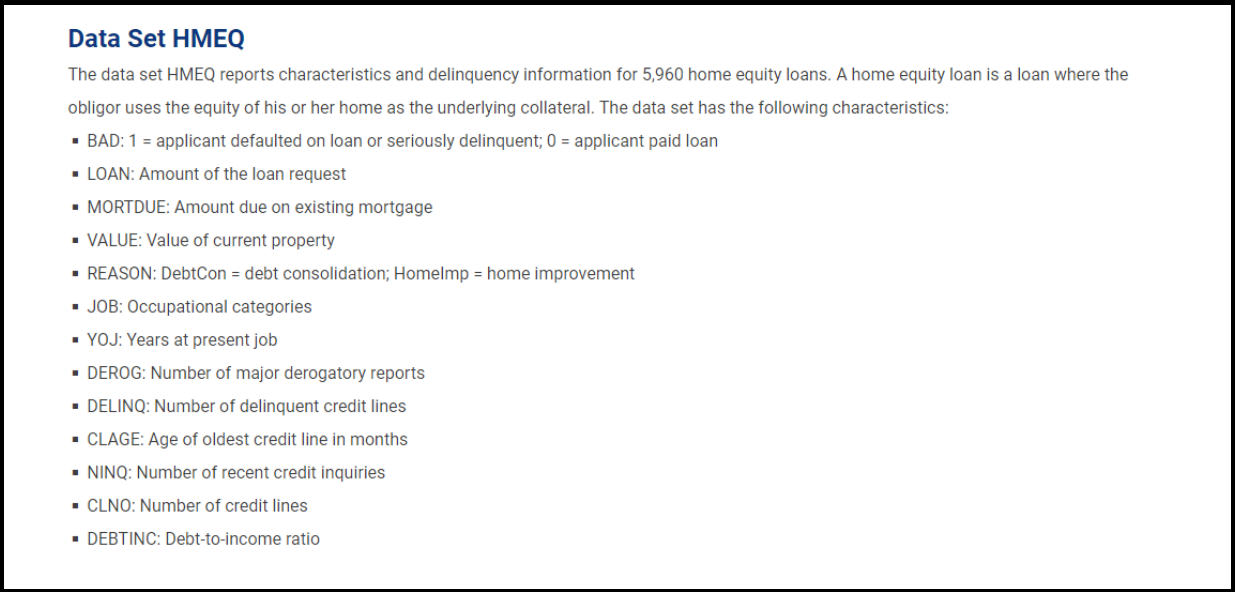 Data Set HMEQ
The data set HMEQ reports characteristics and delinquency information for 5,960 home equity loans. A home equity loan is a loan where the
obligor uses the equity of his or her home as the underlying collateral. The data set has the following characteristics:
▪ BAD: 1 = applicant defaulted on loan or seriously delinquent; 0 = applicant paid loan
▪ LOAN: Amount of the loan request
▪ MORTDUE: Amount due on existing mortgage
▪ VALUE: Value of current property
▪ REASON: DebtCon = debt consolidation; HomeImp = home improvement
▪ JOB: Occupational categories
▪ YOJ: Years at present job
▪ DEROG: Number of major derogatory reports
▪ DELINQ: Number of delinquent credit lines
▪ CLAGE: Age of oldest credit line in months
▪ NINQ: Number of recent credit inquiries
▪ CLNO: Number of credit lines
▪ DEBTINC: Debt-to-income ratio